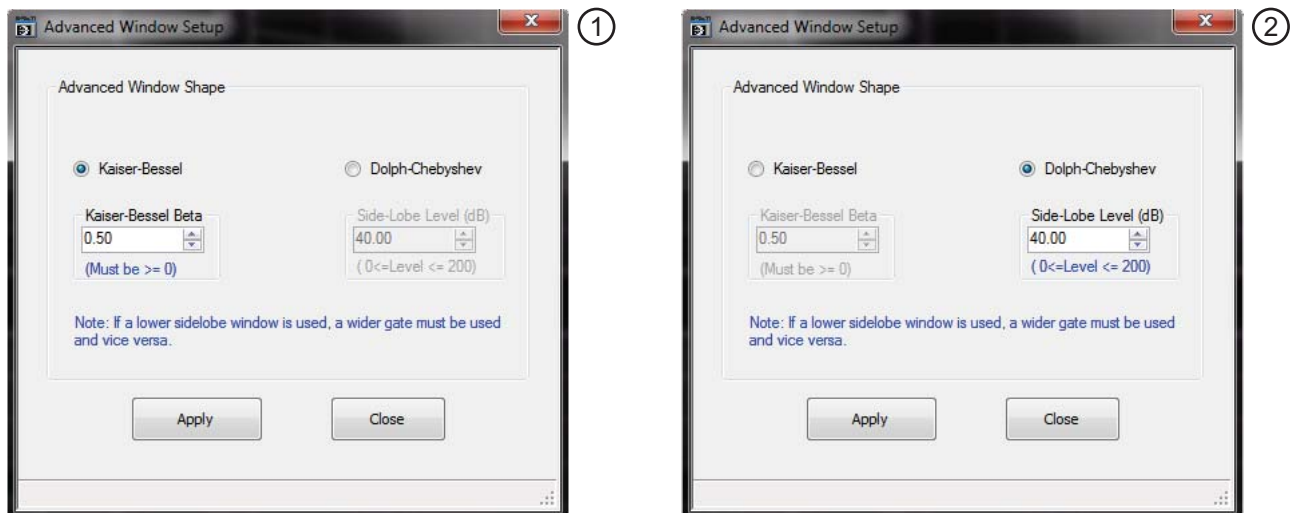 Advanced Window Setup
1
Advanced Window Shape
Kaiser-Bessel
Dolph-Chebyshev
Kaiser-Bessel Beta
Side-Lobe Level (dB)
0.50
40.00
(Must be >= 0)
( 0<=Level <= 200)
Note: If a lower sidelobe window is used, a wider gate must be used
and vice versa.
Apply
Close
Advanced Window Setup
2
Advanced Window Shape
Kaiser-Bessel
Dolph-Chebyshev
Kaiser-Bessel Beta
Side-Lobe Level (dB)
0.50
40.00
(Must be >= 0)
( 0<=Level <= 200)
Note: If a lower sidelobe window is used, a wider gate must be used
and vice versa.
Apply
Close